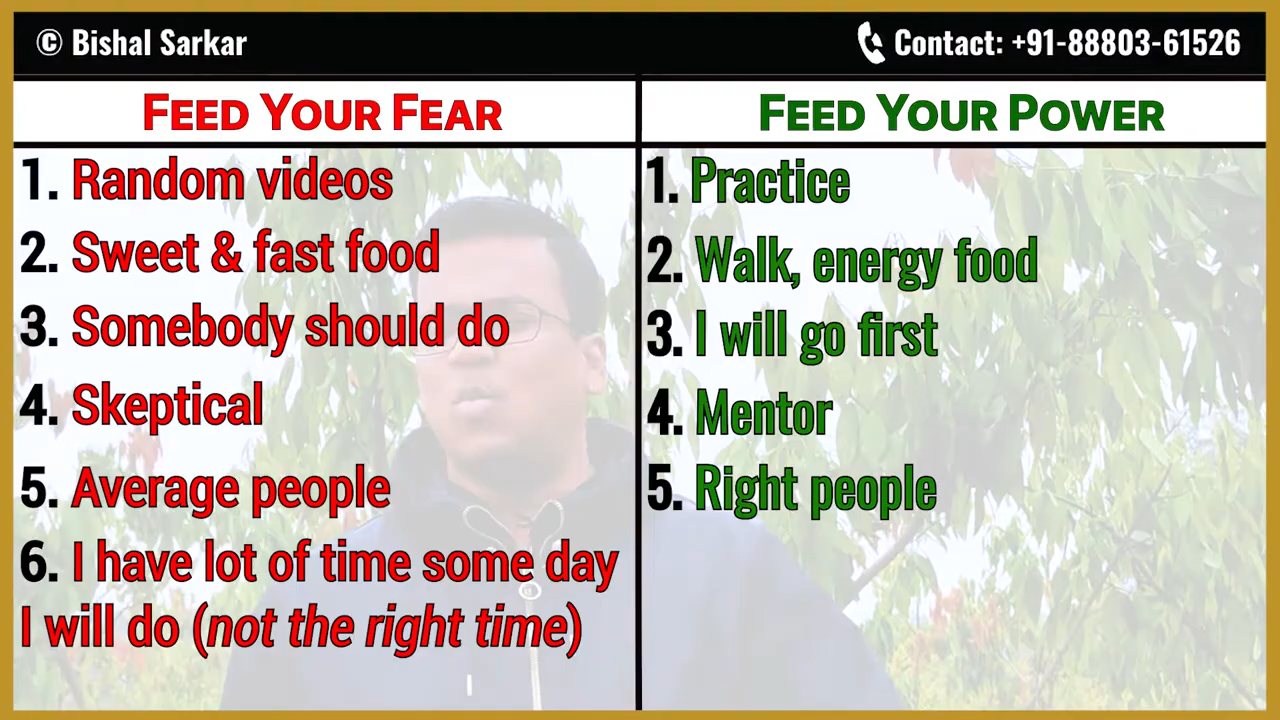 © Bishal Sarkar
Contact: +91-88803-61526
FEED YOUR FEAR
1. Random videos
2. Sweet & fast food
3. Somebody should do
4. Skeptical
5. Average people
6. I have lot of time some day
I will do (not the right time)
FEED YOUR POWER
1. Practice
2. Walk, energy food
3. I will go first
4. Mentor
5. Right people